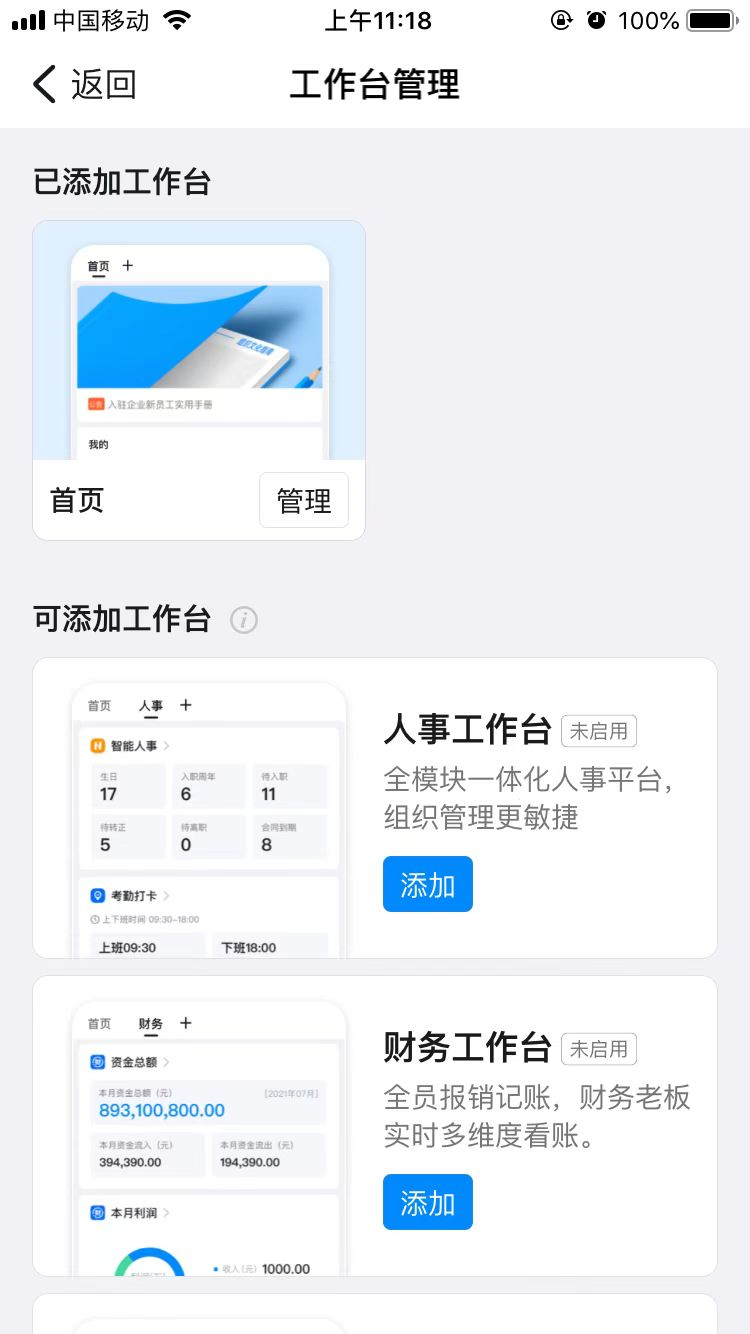 中国移动
上午11:18
100%
返回
工作台管理
已添加工作台
首页 +
组织文化指南
公告 入驻企业新员工实用手册
我的
首页
管理
可添加工作台
首页 人事 +
智能人事
生日 入职周年 待入职
17 6 11
待转正 待离职 合同到期
5 0 8
考勤打卡
上下班时间 09:30-18:00
上班09:30 下班18:00
人事工作台 未启用
全模块一体化人事平台，
组织管理更敏捷
添加
首页 财务 +
资金总额
本月资金总额（元） [2021年07月]
893,100,800.00
本月资金流入（元） 本月资金流出（元）
394,390.00 194,390.00
本月利润
收入(元) 1000.00
财务工作台 未启用
全员报销记账，财务老板
实时多维度看账。
添加